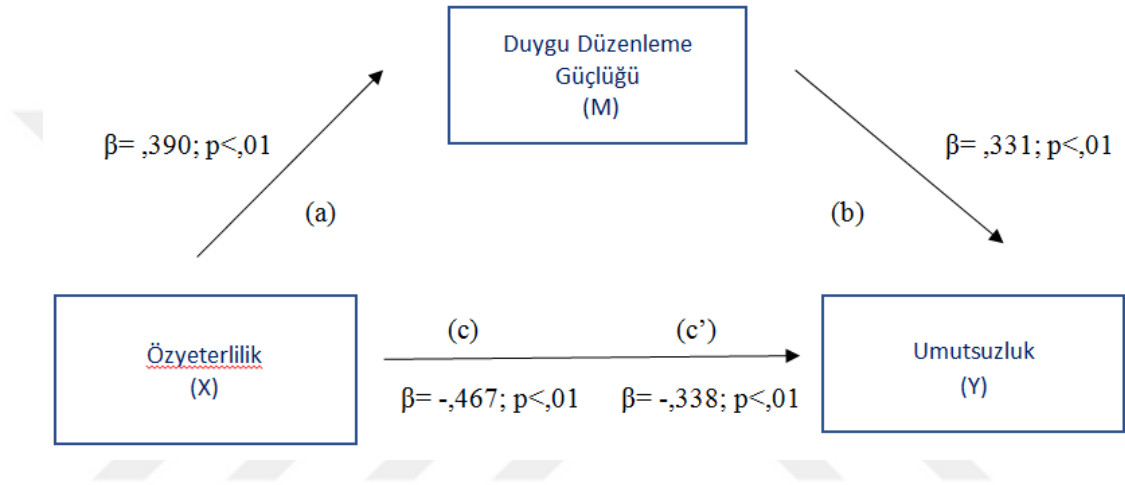 Duygu Düzenleme
Güçlüğü
(M)
β= ,390; p<,01
β= ,331; p<,01
(a)
(b)
Özyeterlilik
(X)
(c)
(c’)
β= -,467; p<,01
β= -,338; p<,01
Umutsuzluk
(Y)